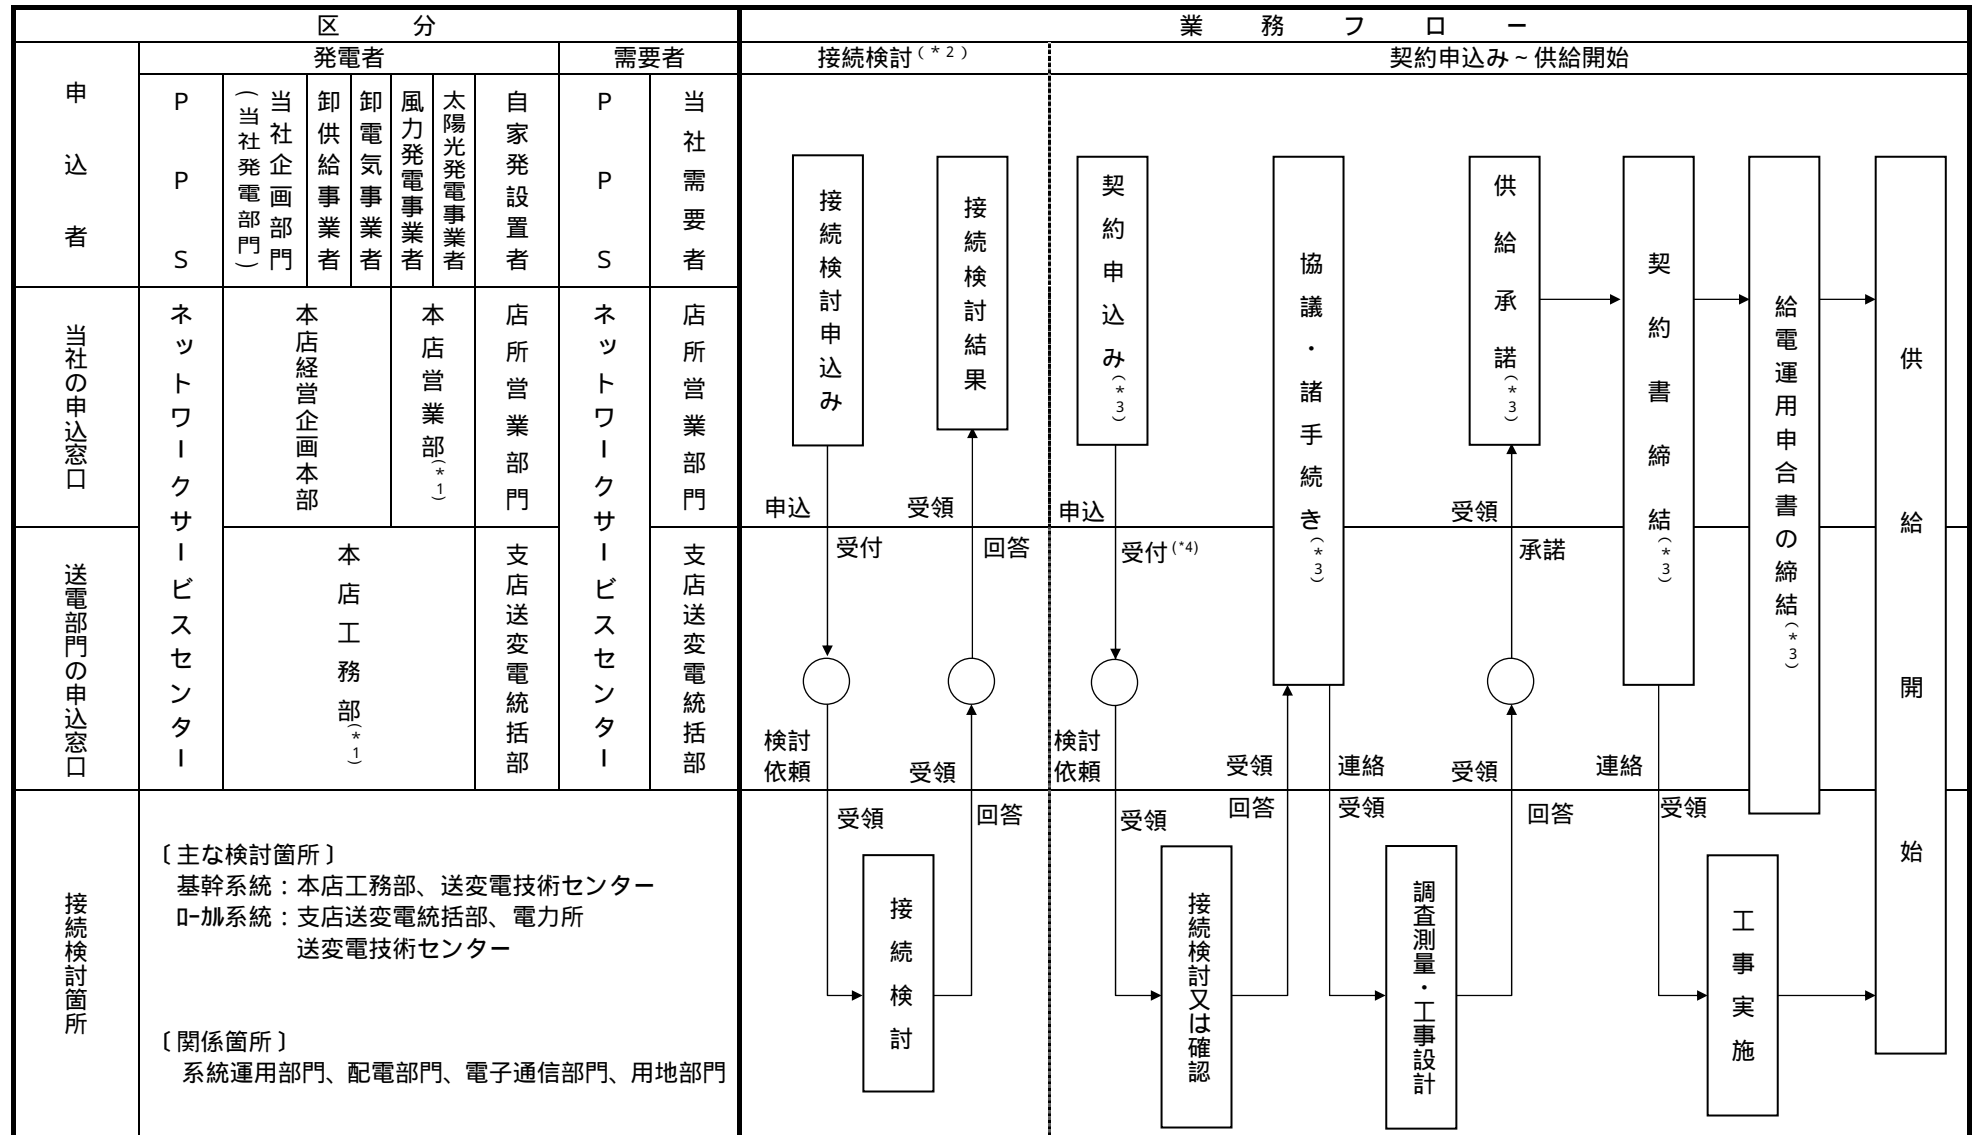 区　分
業　務　フ　ロ　ー
発電者
需要者
接続検討(*2)
契約申込み~供給開始
申込者
PPS
当社企画部門
(当社発電部門)
卸供給事業者
卸電気事業者
風力発電事業者
太陽光発電事業者
自家発設置者
PPS
当社需要者
当社の申込窓口
ネットワークサービスセンター
本店経営企画本部
本店営業部(*1)
店所営業部門
ネットワークサービスセンター
店所営業部門
送電部門の申込窓口
本店工務部(*1)
支店送変電統括部
支店送変電統括部
接続検討箇所
〔主な検討箇所〕
基幹系統:本店工務部、送変電技術センター
ローカル系統:支店送変電統括部、電力所
送変電技術センター
〔関係箇所〕
系統運用部門、配電部門、電子通信部門、用地部門
接続検討申込み
申込
受付
検討
依頼
受領
接続検討
回答
受領
回答
受領
接続検討結果
契約申込み(*3)
申込
受付(*4)
検討
依頼
受領
接続検討又は確認
回答
受領
協議・諸手続き(*3)
連絡
受領
調査測量・工事設計
回答
受領
承諾
受領
供給承諾(*3)
契約書締結(*3)
連絡
受領
工事実施
給電運用申合書の締結(*3)
供給開始